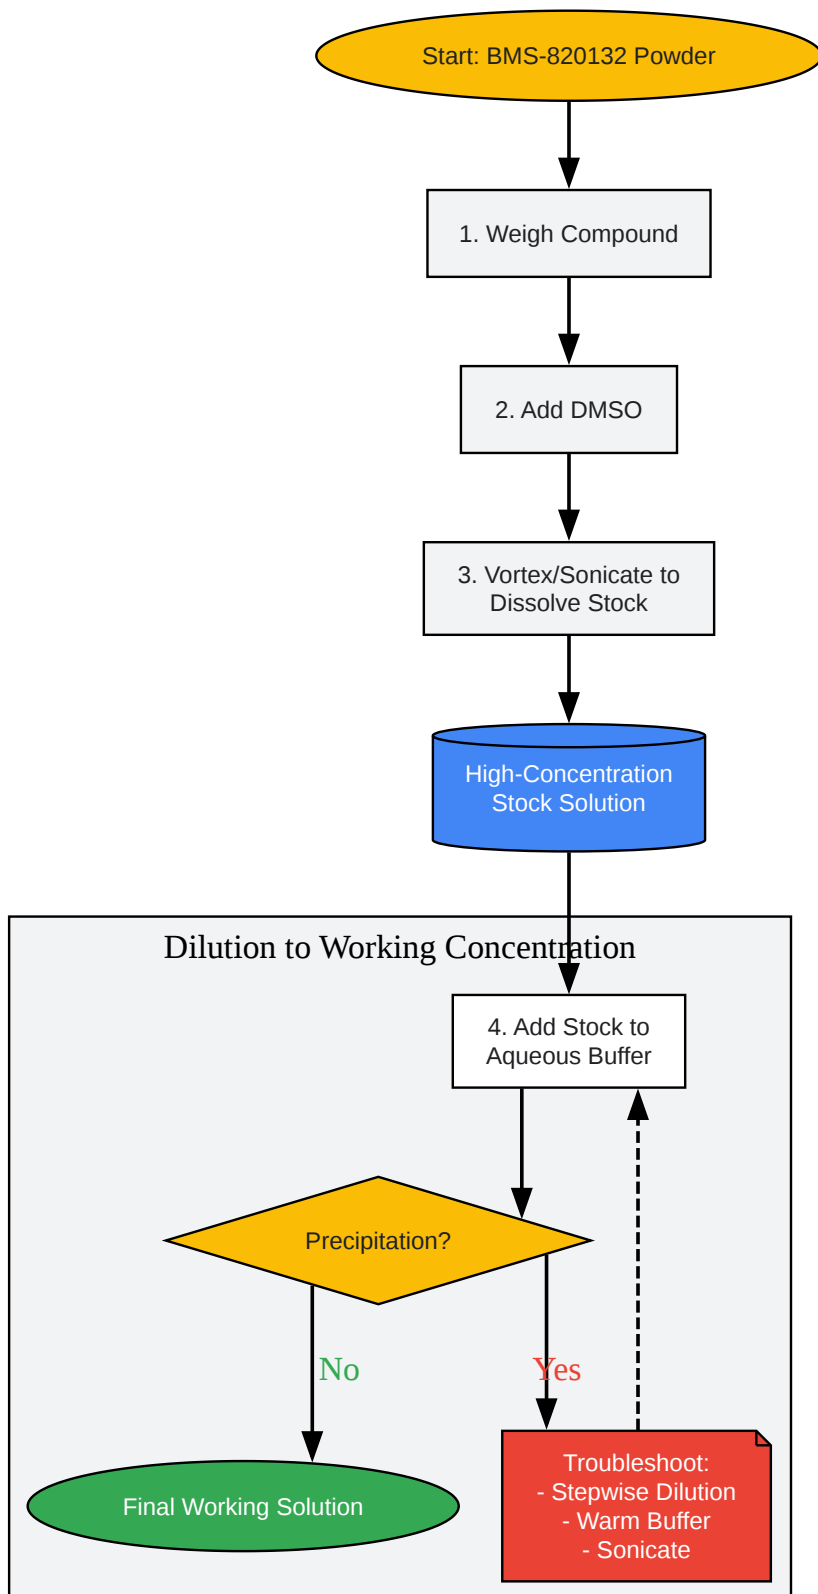 Start: BMS-820132 Powder
1. Weigh Compound
2. Add DMSO
3. Vortex/Sonicate to
Dissolve Stock
High-Concentration
Stock Solution
Dilution to Working Concentration
4. Add Stock to
Aqueous Buffer
Precipitation?
No
Yes
Troubleshoot:
- Stepwise Dilution
- Warm Buffer
- Sonicate
Final Working Solution